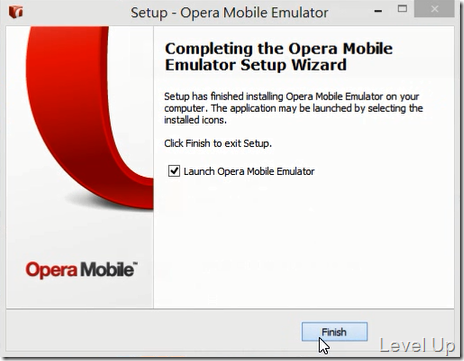 Setup - Opera Mobile Emulator
Completing the Opera Mobile
Emulator Setup Wizard
Setup has finished installing Opera Mobile Emulator on your
computer. The application may be launched by selecting the
installed icons.
Click Finish to exit Setup.
Launch Opera Mobile Emulator
Opera Mobile™
Finish
Level Up